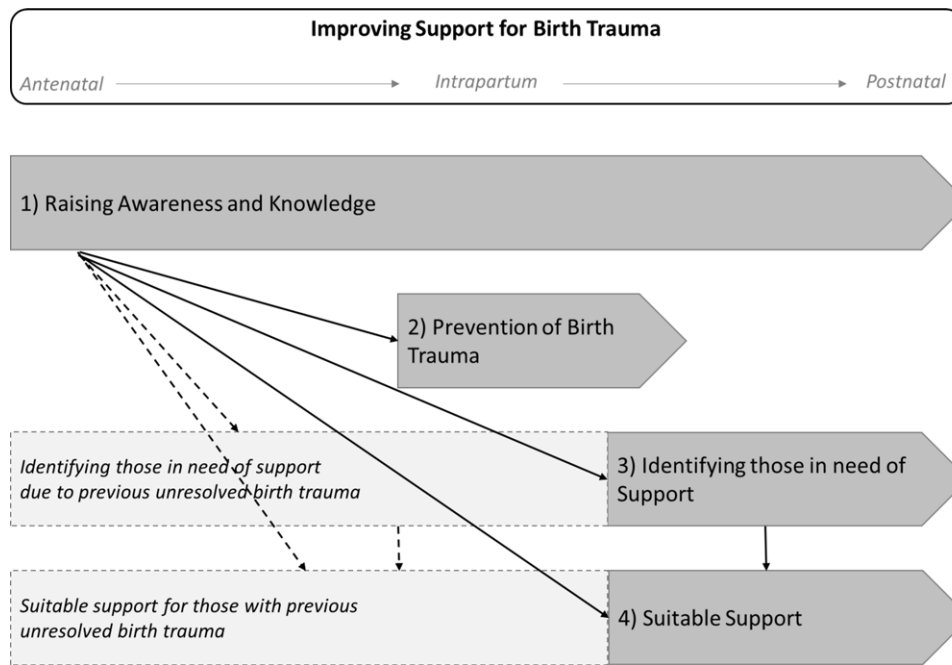 Improving Support for Birth Trauma
Antenatal
Intrapartum
Postnatal
1) Raising Awareness and Knowledge
2) Prevention of Birth
Trauma
Identifying those in need of support
due to previous unresolved birth trauma
3) Identifying those in need of
Support
Suitable support for those with previous
unresolved birth trauma
4) Suitable Support